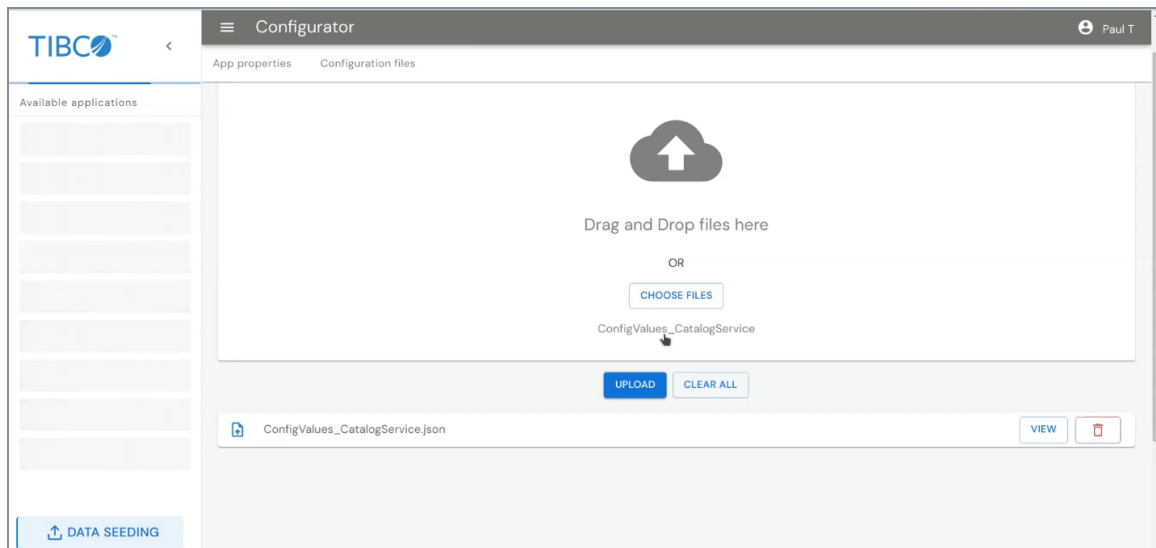 TIBCO™
Configurator
Paul T
App properties
Configuration files
Available applications
Drag and Drop files here
OR
CHOOSE FILES
ConfigValues_CatalogService
UPLOAD
CLEAR ALL
ConfigValues_CatalogService.json
VIEW
DATA SEEDING